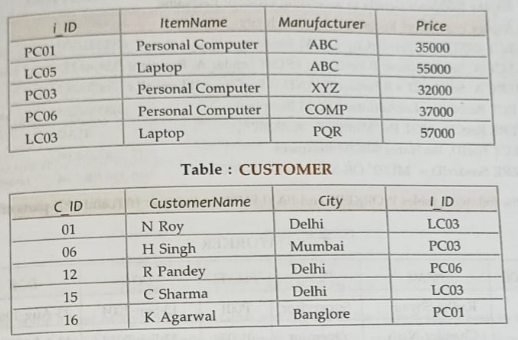 i_ID ItemName Manufacturer Price
PC01 Personal Computer ABC 35000
LC05 Laptop ABC 55000
PC03 Personal Computer XYZ 32000
PC06 Personal Computer COMP 37000
LC03 Laptop PQR 57000
Table : CUSTOMER
C_ID CustomerName City I_ID
01 N Roy Delhi LC03
06 H Singh Mumbai PC03
12 R Pandey Delhi PC06
15 C Sharma Delhi LC03
16 K Agarwal Banglore PC01